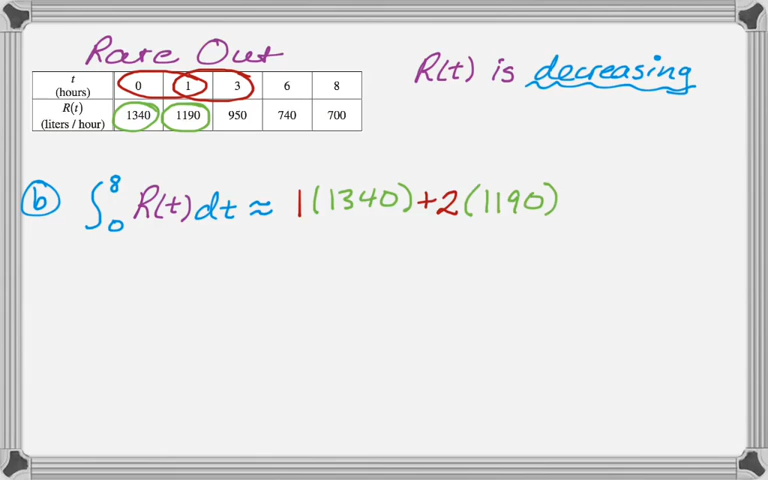 Rate Out
R(t) is decreasing
t (hours) 0 1 3 6 8
R(t) (liters / hour) 1340 1190 950 740 700
b ∫₀⁸ R(t)dt ≈ 1(1340)+2(1190)